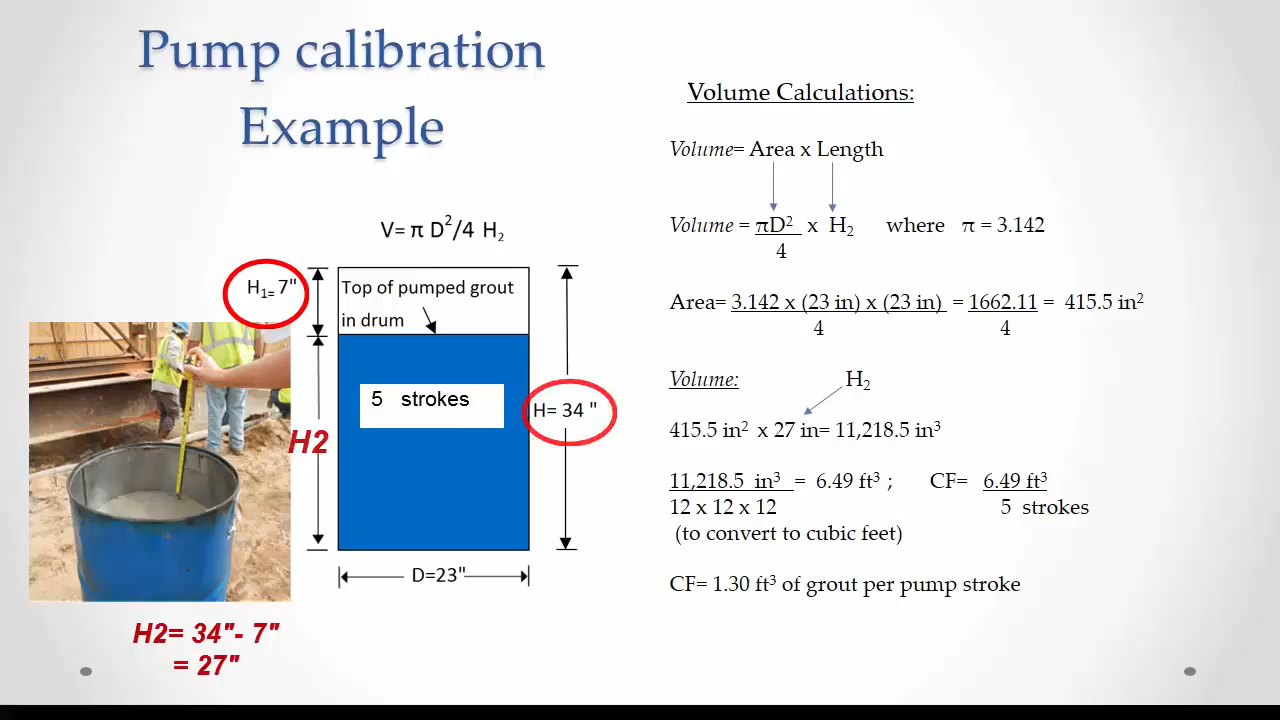 Pump calibration
Example
V= π D²/4 H₂
H₁₌ 7"
Top of pumped grout
in drum
5 strokes
H= 34 "
H2
D=23"
H2= 34"- 7"
= 27"
Volume Calculations:
Volume= Area x Length
Volume = πD² x H₂ where π = 3.142
4
Area= 3.142 x (23 in) x (23 in) = 1662.11 = 415.5 in²
4 4
Volume: H₂
415.5 in² x 27 in= 11,218.5 in³
11,218.5 in³ = 6.49 ft³ ; CF= 6.49 ft³
12 x 12 x 12 5 strokes
(to convert to cubic feet)
CF= 1.30 ft³ of grout per pump stroke